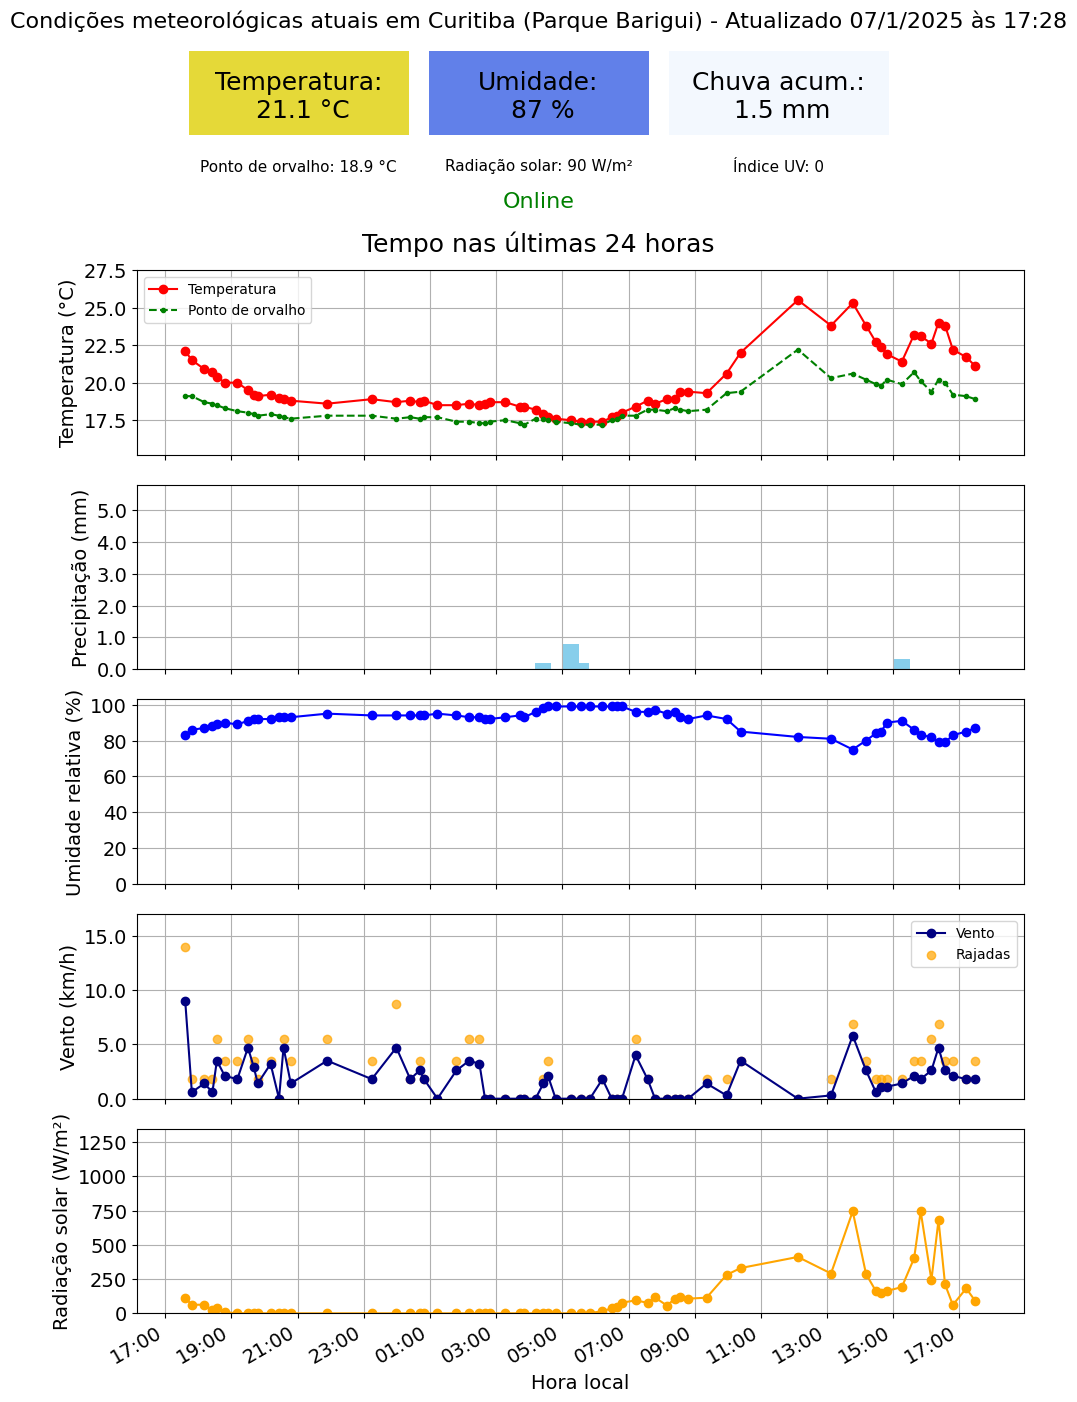 Condições meteorológicas atuais em Curitiba (Parque Barigui) - Atualizado 07/1/2025 às 17:28
Temperatura:
21.1 °C
Umidade:
87 %
Chuva acum.:
1.5 mm
Ponto de orvalho: 18.9 °C
Radiação solar: 90 W/m²
Índice UV: 0
Online
Tempo nas últimas 24 horas
Temperatura (°C)
27.5
25.0
22.5
20.0
17.5
Temperatura
Ponto de orvalho
Precipitação (mm)
5.0
4.0
3.0
2.0
1.0
0.0
Umidade relativa (%)
100
80
60
40
20
0
Vento (km/h)
15.0
10.0
5.0
0.0
Vento
Rajadas
Radiação solar (W/m²)
1250
1000
750
500
250
0
17:00
19:00
21:00
23:00
01:00
03:00
05:00
07:00
09:00
11:00
13:00
15:00
17:00
Hora local